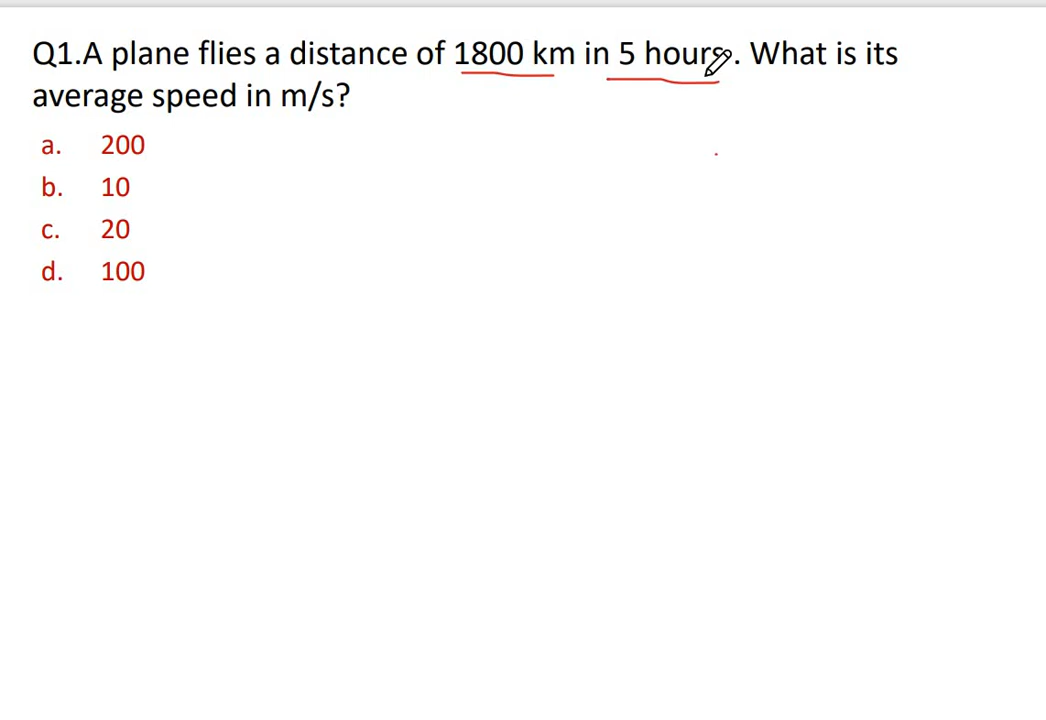 Q1.A plane flies a distance of 1800 km in 5 hours. What is its
average speed in m/s?
a. 200
b. 10
c. 20
d. 100